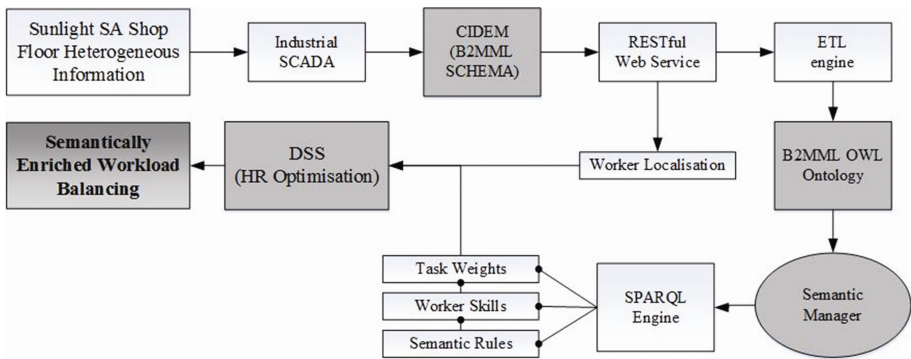 Sunlight SA Shop
Floor Heterogeneous
Information
Industrial
SCADA
CIDEM
(B2MML
SCHEMA)
RESTful
Web Service
ETL
engine
Semantically
Enriched Workload
Balancing
DSS
(HR Optimisation)
Worker Localisation
B2MML OWL
Ontology
Task Weights
Worker Skills
Semantic Rules
SPARQL
Engine
Semantic
Manager